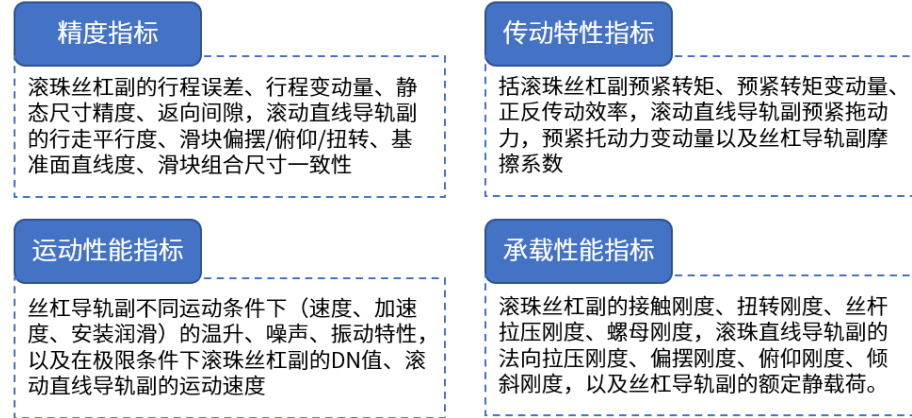 精度指标
滚珠丝杠副的行程误差、行程变动量、静
态尺寸精度、返向间隙，滚动直线导轨副
的行走平行度、滑块偏摆/俯仰/扭转、基
准面直线度、滑块组合尺寸一致性
传动特性指标
括滚珠丝杠副预紧转矩、预紧转矩变动量、
正反传动效率，滚动直线导轨副预紧拖动
力，预紧托动力变动量以及丝杠导轨副摩
擦系数
运动性能指标
丝杠导轨副不同运动条件下（速度、加速
度、安装润滑）的温升、噪声、振动特性，
以及在极限条件下滚珠丝杠副的DN值、滚
动直线导轨副的运动速度
承载性能指标
滚珠丝杠副的接触刚度、扭转刚度、丝杆
拉压刚度、螺母刚度，滚珠直线导轨副的
法向拉压刚度、偏摆刚度、俯仰刚度、倾
斜刚度，以及丝杠导轨副的额定静载荷。